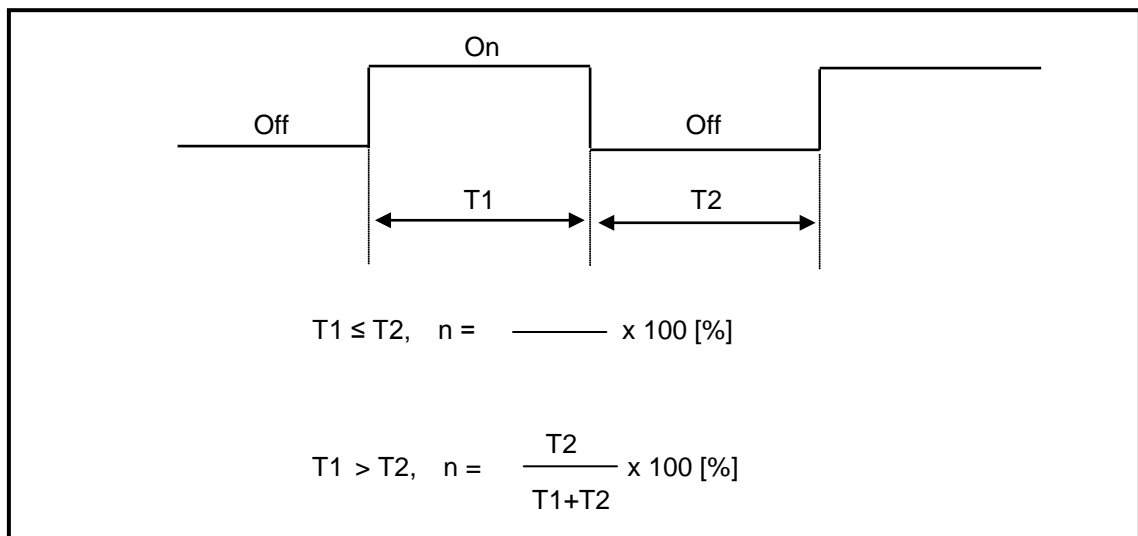 On
Off
Off
T1
T2
T1 ≤ T2, n = ——— x 100 [%]
T2
T1 > T2, n = ——— x 100 [%]
T1+T2